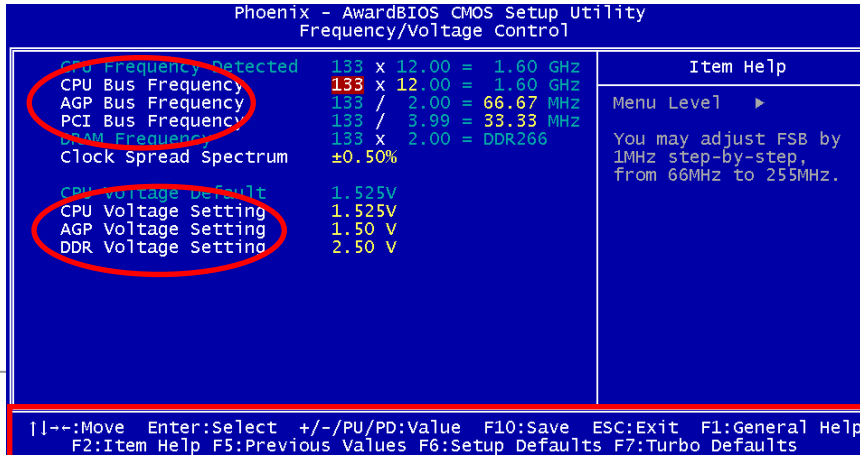 Phoenix - AwardBIOS CMOS Setup Utility
Frequency/Voltage Control
CPU Frequency Detected 133 x 12.00 = 1.60 GHz
CPU Bus Frequency 133 x 12.00 = 1.60 GHz
AGP Bus Frequency 133 / 2.00 = 66.67 MHz
PCI Bus Frequency 133 / 3.99 = 33.33 MHz
DRAM Frequency 133 x 2.00 = DDR266
Clock Spread Spectrum ±0.50%
CPU Voltage Default 1.525V
CPU Voltage Setting 1.525V
AGP Voltage Setting 1.50 V
DDR Voltage Setting 2.50 V
Item Help
Menu Level ►
You may adjust FSB by
1MHz step-by-step,
from 66MHz to 255MHz.
↑↓→←:Move Enter:Select +/-/PU/PD:Value F10:Save ESC:Exit F1:General Help
F2:Item Help F5:Previous Values F6:Setup Defaults F7:Turbo Defaults